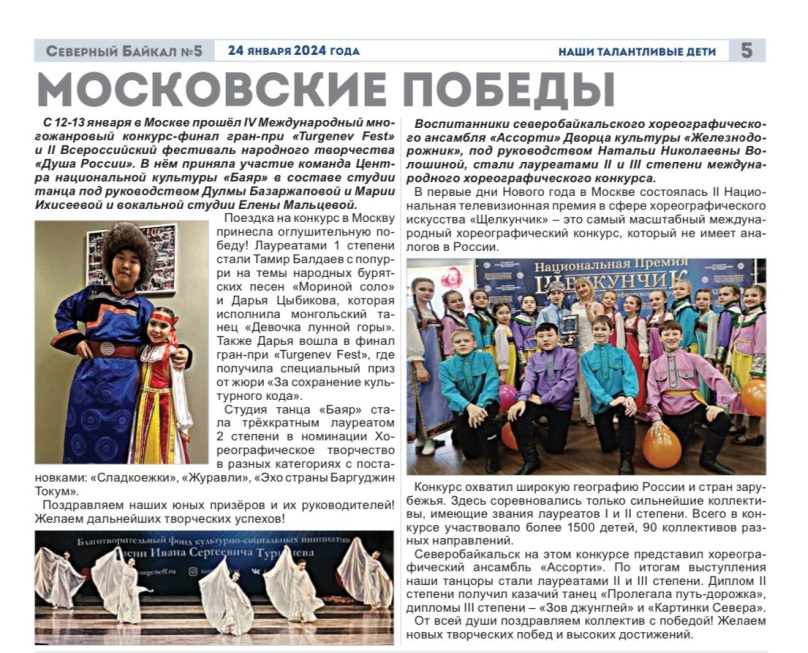 СЕВЕРНЫЙ БАЙКАЛ №5
24 ЯНВАРЯ 2024 ГОДА
НАШИ ТАЛАНТЛИВЫЕ ДЕТИ
5
МОСКОВСКИЕ ПОБЕДЫ
С 12-13 января в Москве прошёл IV Международный мно-
гожанровый конкурс-финал гран-при «Turgenev Fest»
и II Всероссийский фестиваль народного творчества
«Душа России». В нём приняла участие команда Цент-
ра национальной культуры «Баяр» в составе студии
танца под руководством Дулмы Базаржаповой и Марии
Ихисеевой и вокальной студии Елены Мальцевой.
Поездка на конкурс в Москву
принесла оглушительную по-
беду! Лауреатами 1 степени
стали Тамир Балдаев с попур-
ри на темы народных бурят-
ских песен «Мориной соло»
и Дарья Цыбикова, которая
исполнила монгольский та-
нец «Девочка лунной горы».
Также Дарья вошла в финал
гран-при «Turgenev Fest», где
получила специальный приз
от жюри «За сохранение куль-
турного кода».
Студия танца «Баяр» ста-
ла трёхкратным лауреатом
2 степени в номинации Хо-
реографическое творчество
в разных категориях с поста-
новками: «Сладкоежки», «Журавли», «Эхо страны Баргуджин
Токум».
Поздравляем наших юных призёров и их руководителей!
Желаем дальнейших творческих успехов!
Благотворительный фонд культурно-социальных инициатив
имени Ивана Сергеевича Тургенева
Воспитанники северобайкальского хореографическо-
го ансамбля «Ассорти» Дворца культуры «Железнодо-
рожник», под руководством Натальи Николаевны Во-
лошиной, стали лауреатами II и III степени междуна-
родного хореографического конкурса.
В первые дни Нового года в Москве состоялась II Нацио-
нальная телевизионная премия в сфере хореографического
искусства «Щелкунчик» – это самый масштабный междуна-
родный хореографический конкурс, который не имеет ана-
логов в России.
Национальная Премия
ЩЕЛКУНЧИК
Конкурс охватил широкую географию России и стран зару-
бежья. Здесь соревновались только сильнейшие коллекти-
вы, имеющие звания лауреатов I и II степени. Всего в кон-
курсе участвовало более 1500 детей, 90 коллективов раз-
ных направлений.
Северобайкальск на этом конкурсе представил хореогра-
фический ансамбль «Ассорти». По итогам выступления
наши танцоры стали лауреатами II и III степени. Диплом II
степени получил казачий танец «Пролегала путь-дорожка»,
дипломы III степени – «Зов джунглей» и «Картинки Севера».
От всей души поздравляем коллектив с победой! Желаем
новых творческих побед и высоких достижений.